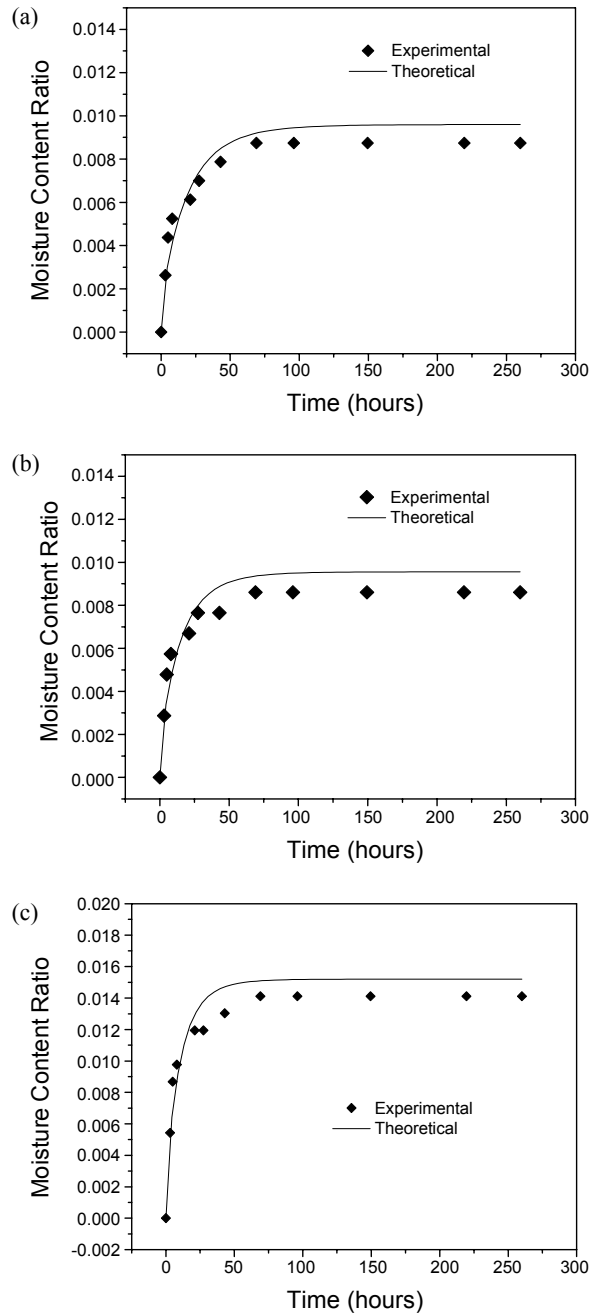 (a)
0.014
0.012
0.010
0.008
0.006
0.004
0.002
0.000
Moisture Content Ratio
Experimental
Theoretical
0 50 100 150 200 250 300
Time (hours)
(b)
0.014
0.012
0.010
0.008
0.006
0.004
0.002
0.000
Moisture Content Ratio
Experimental
Theoretical
0 50 100 150 200 250 300
Time (hours)
(c)
0.020
0.018
0.016
0.014
0.012
0.010
0.008
0.006
0.004
0.002
0.000
-0.002
Moisture Content Ratio
Experimental
Theoretical
0 50 100 150 200 250 300
Time (hours)